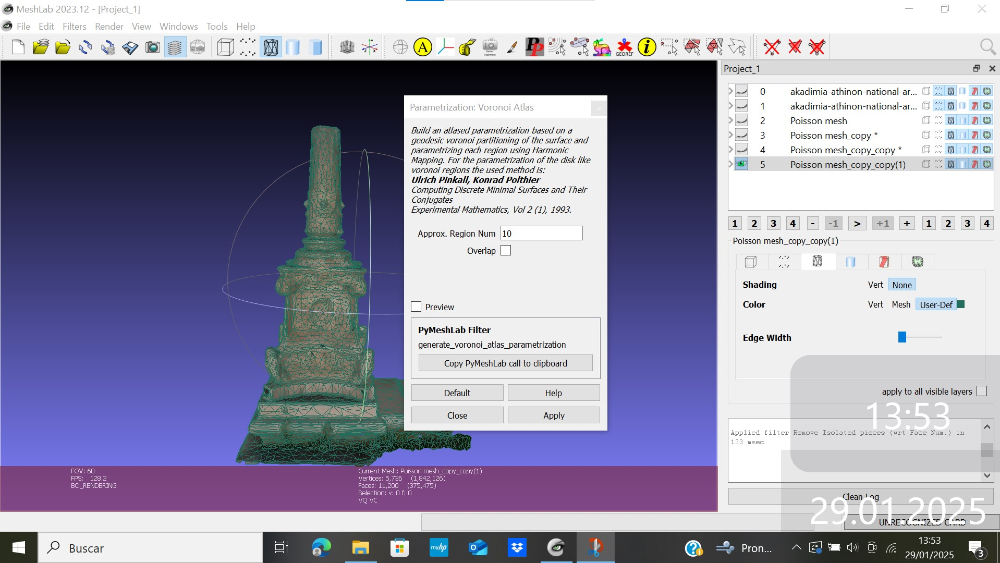 MeshLab 2023.12 - [Project_1]
File Edit Filters Render View Windows Tools Help
A
Raster Alignment
PP
GEOREF
i
Project_1
0 akadimia-athinon-national-ar...
1 akadimia-athinon-national-ar...
2 Poisson mesh
3 Poisson mesh_copy *
4 Poisson mesh_copy_copy *
5 Poisson mesh_copy_copy(1)
1 2 3 4 - -1 > +1 + 1 2 3 4
Poisson mesh_copy_copy(1)
Shading Vert None
Color Vert Mesh User-Def
Edge Width
apply to all visible layers
13:53
Applied filter Remove Isolated pieces (wrt Face Num.) in
133 msec
Clean Log
29.01.2025
UNRECOGNIZED CARD
Parametrization: Voronoi Atlas
Build an atlased parametrization based on a
geodesic voronoi partitioning of the surface and
parametrizing each region using Harmonic
Mapping. For the parametrization of the disk like
voronoi regions the used method is:
Ulrich Pinkall, Konrad Polthier
Computing Discrete Minimal Surfaces and Their
Conjugates
Experimental Mathematics, Vol 2 (1), 1993.
Approx. Region Num 10
Overlap
Preview
PyMeshLab Filter
generate_voronoi_atlas_parametrization
Copy PyMeshLab call to clipboard
Default Help
Close Apply
FOV: 60
FPS: 128.2
BO_RENDERING
Current Mesh: Poisson mesh_copy_copy(1)
Vertices: 5,736 (1,842,126)
Faces: 11,200 (375,475)
Selection: v: 0 f: 0
VQ VC
Buscar
myhp
Pron...
13:53
29/01/2025
3